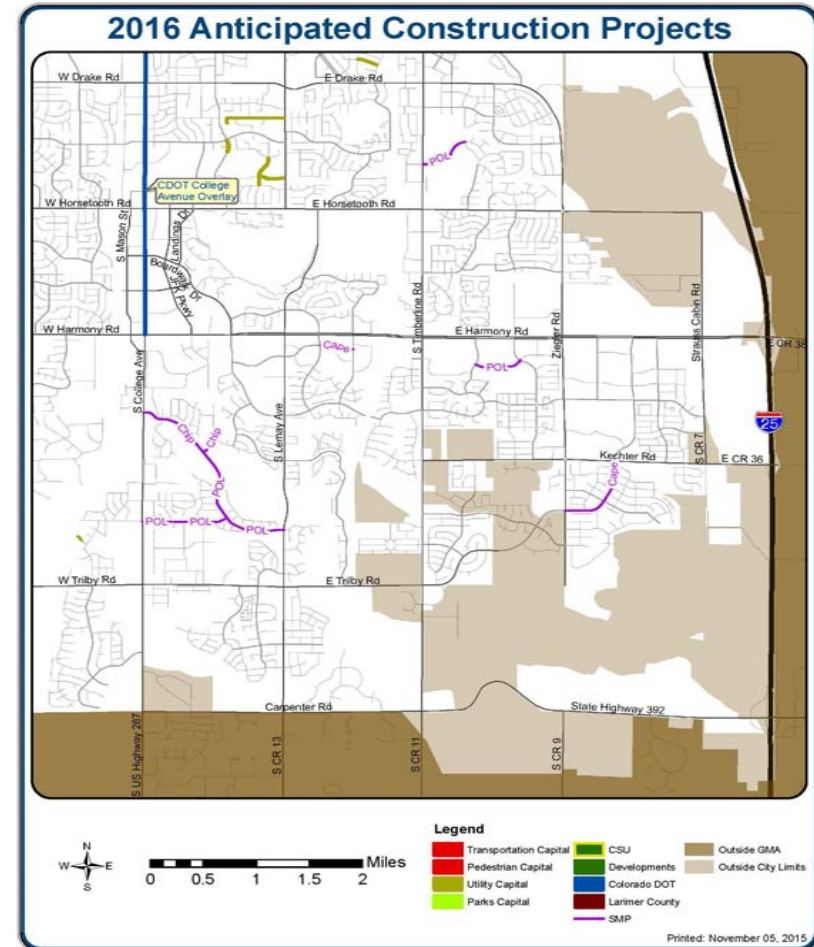 2016 Anticipated Construction Projects
W Drake Rd
E Drake Rd
POL
CDOT College
Avenue Overlay
W Horsetooth Rd
E Horsetooth Rd
S Mason St
Landings Dr
Boardwalk Dr
JFK Pkwy
S Timberline Rd
Ziegler Rd
Strauss Cabin Rd
W Harmony Rd
E Harmony Rd
E CR 38
Cape
POL
S College Ave
S Lemay Ave
Chip
Chip
25
S CR 7
Kechter Rd
E CR 36
POL
Cape
POL
POL
POL
W Trilby Rd
E Trilby Rd
Carpenter Rd
State Highway 392
S US Highway 287
S CR 13
S CR 11
S CR 9
N
W
E
S
Miles
0 0.5 1 2
Legend
Transportation Capital
Pedestrian Capital
Utility Capital
Parks Capital
CSU
Developments
Colorado DOT
Larimer County
SMP
Outside GMA
Outside City Limits
Printed: November 05, 2015